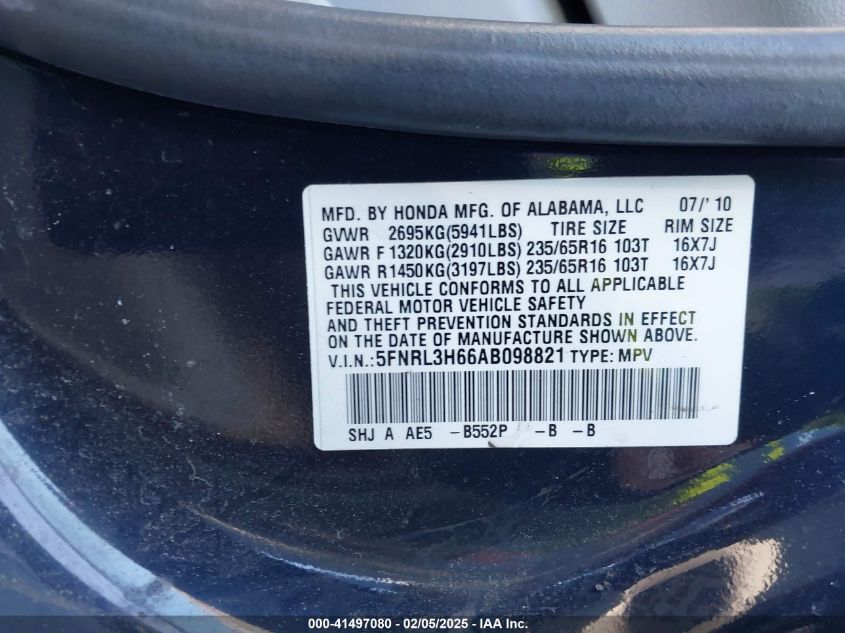 MFD. BY HONDA MFG. OF ALABAMA, LLC 07/'10
GVWR 2695KG(5941LBS) TIRE SIZE RIM SIZE
GAWR F 1320KG(2910LBS) 235/65R16 103T 16X7J
GAWR R1450KG(3197LBS) 235/65R16 103T 16X7J
THIS VEHICLE CONFORMS TO ALL APPLICABLE
FEDERAL MOTOR VEHICLE SAFETY
AND THEFT PREVENTION STANDARDS IN EFFECT
ON THE DATE OF MANUFACTURE SHOWN ABOVE.
V.I.N.:5FNRL3H66AB098821 TYPE: MPV
SHJ A AE5 -B552P -B -B
000-41497080 - 02/05/2025 - IAA Inc.